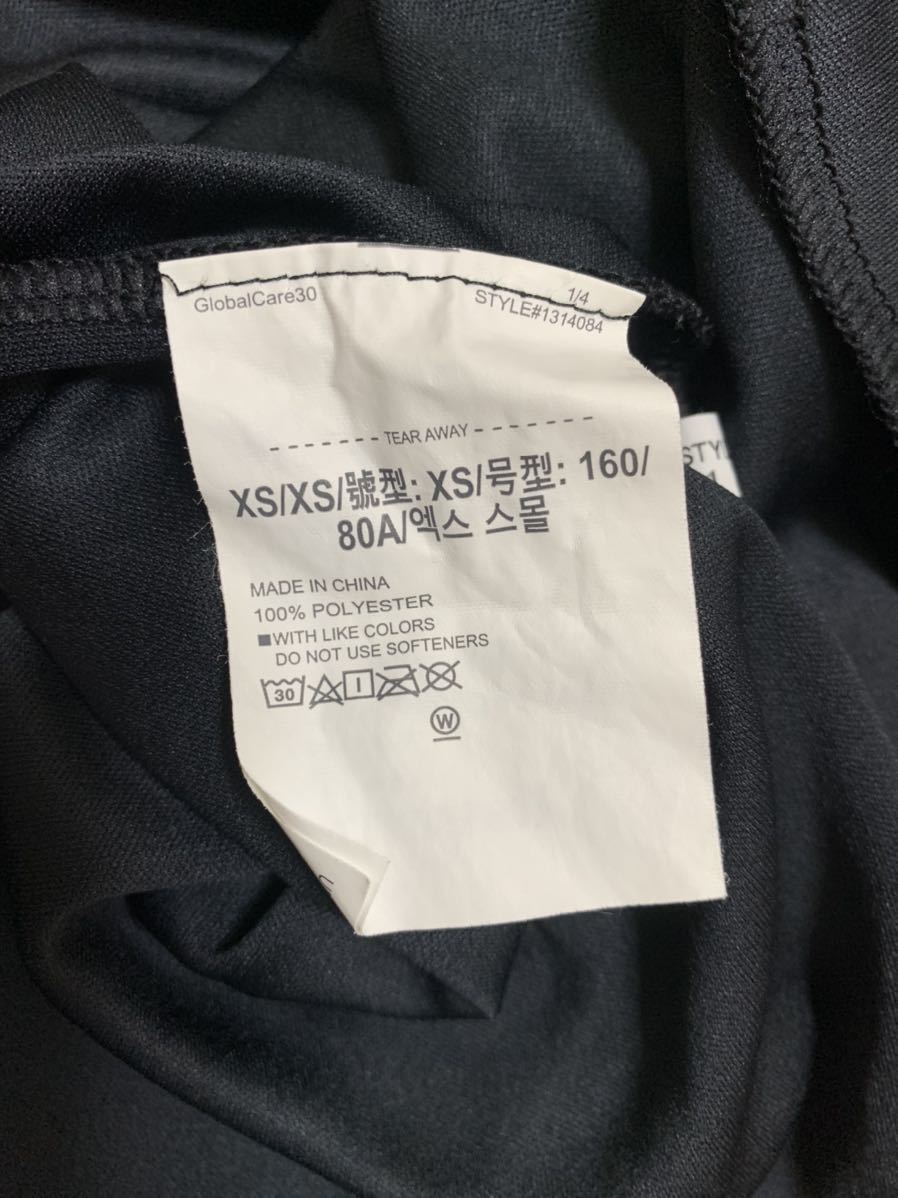 GlobalCare30
1/4
STYLE#1314084
TEAR AWAY
XS/XS/號型: XS/号型: 160/
80A/엑스 스몰
MADE IN CHINA
100% POLYESTER
■WITH LIKE COLORS
DO NOT USE SOFTENERS
30
W
STY